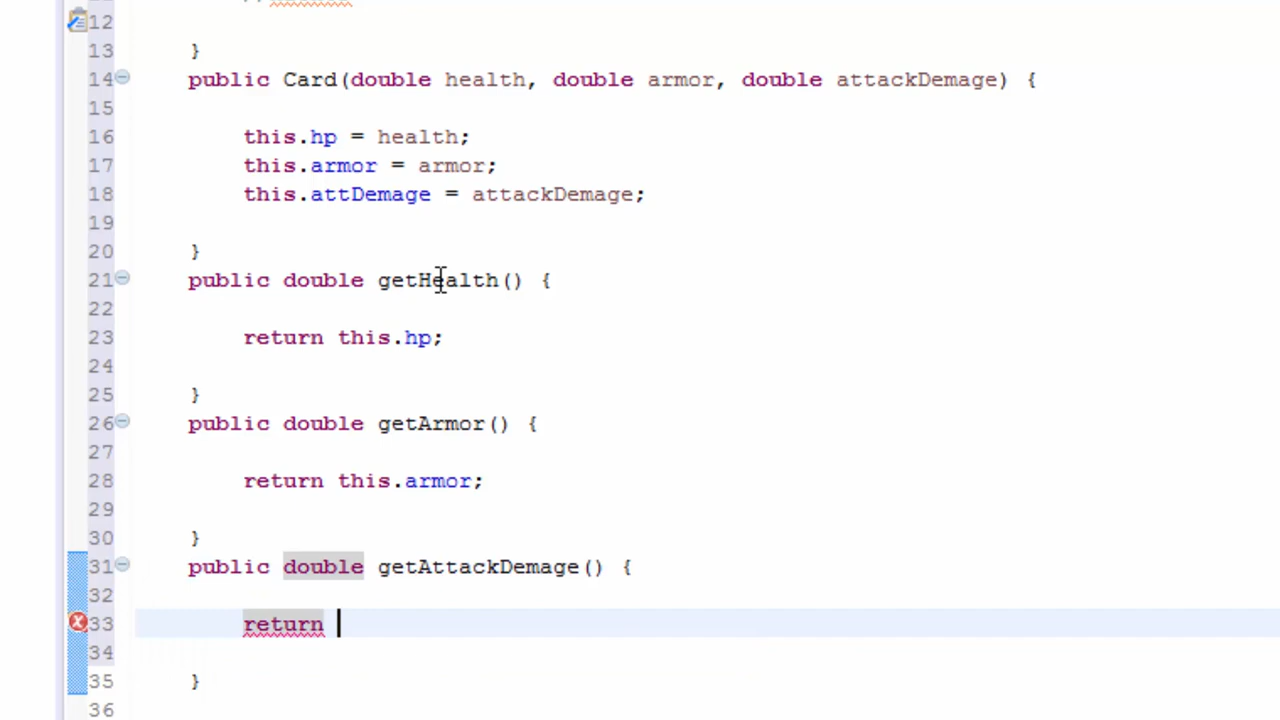 12
13 }
14 public Card(double health, double armor, double attackDemage) {
15
16 this.hp = health;
17 this.armor = armor;
18 this.attDemage = attackDemage;
19
20 }
21 public double getHealth() {
22
23 return this.hp;
24
25 }
26 public double getArmor() {
27
28 return this.armor;
29
30 }
31 public double getAttackDemage() {
32
33 return
34
35 }
36